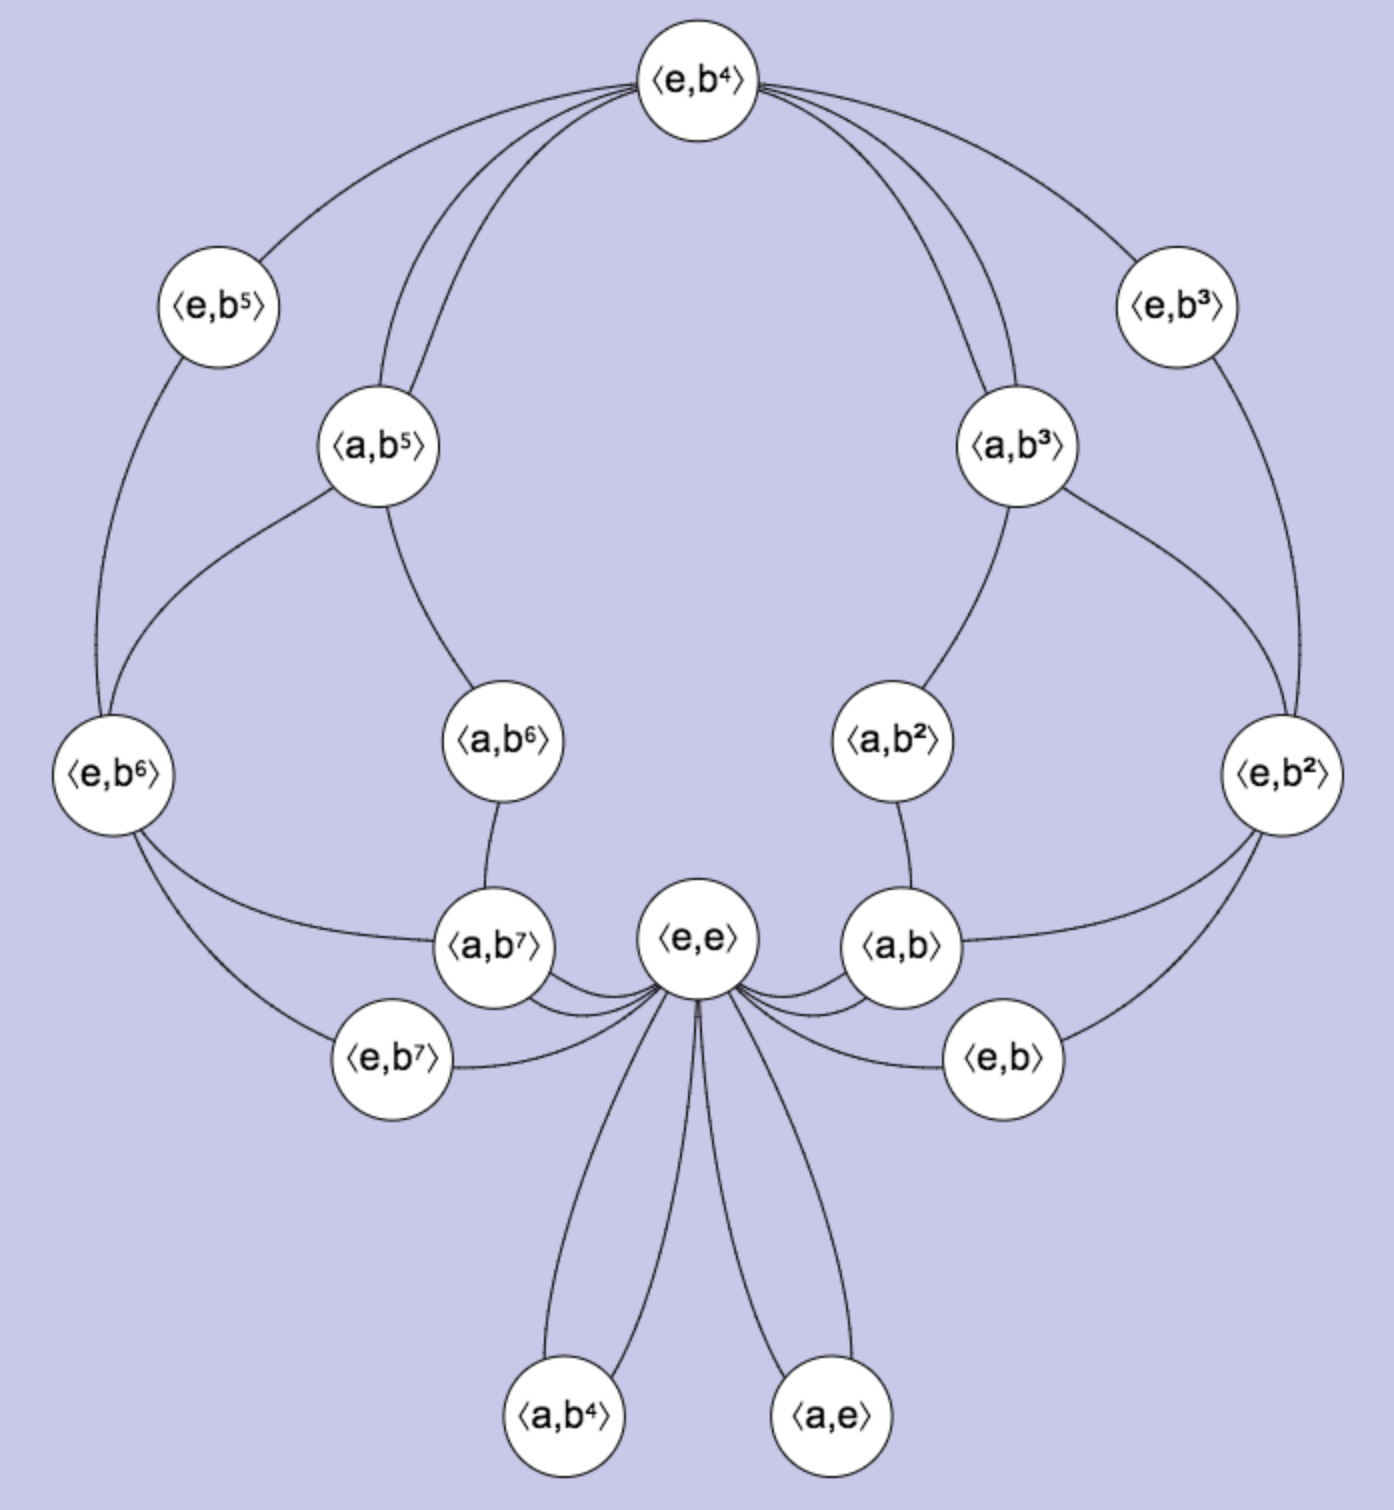 ⟨e,b⁴⟩
⟨e,b⁵⟩
⟨e,b³⟩
⟨a,b⁵⟩
⟨a,b³⟩
⟨a,b⁶⟩
⟨a,b²⟩
⟨e,b⁶⟩
⟨e,b²⟩
⟨a,b⁷⟩
⟨e,e⟩
⟨a,b⟩
⟨e,b⁷⟩
⟨e,b⟩
⟨a,b⁴⟩
⟨a,e⟩